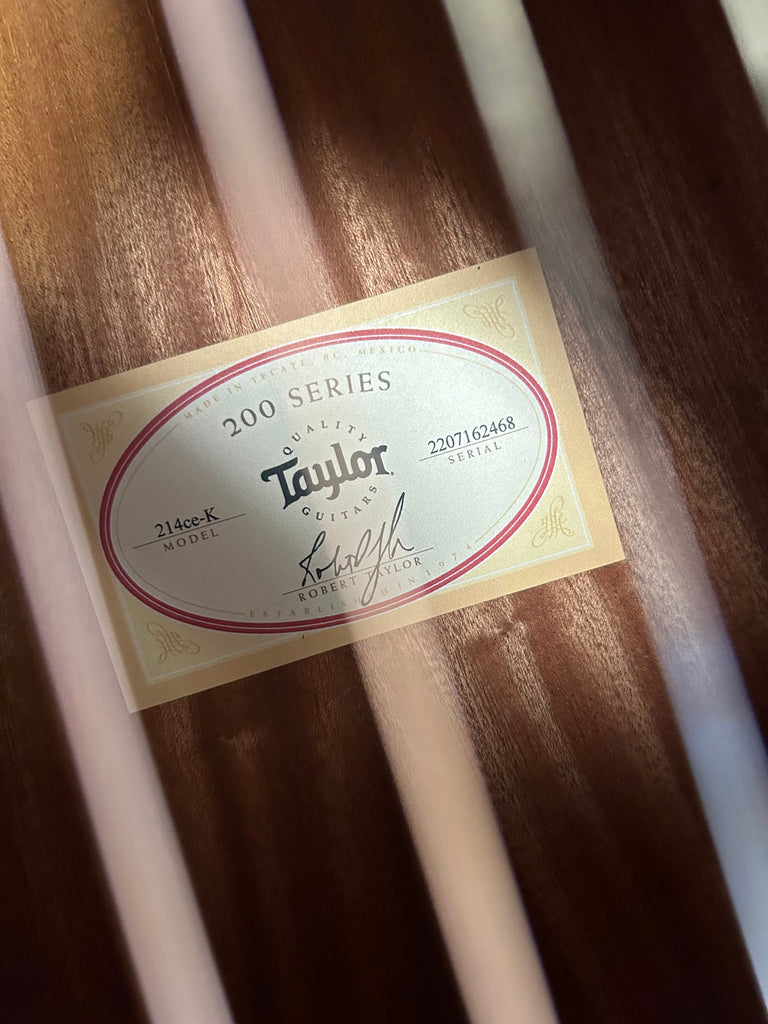 MADE IN TECATE, BC, MEXICO
200 SERIES
QUALITY
Taylor
GUITARS
2207162468
SERIAL
214ce-K
MODEL
ROBERT TAYLOR
ESTABLISHED IN 1974